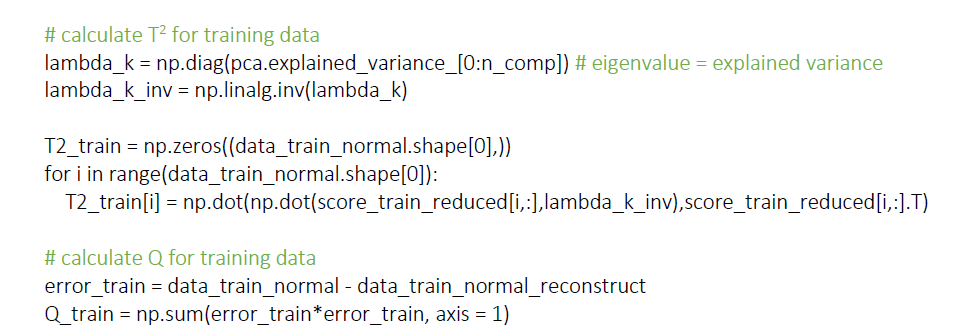 # calculate T² for training data
lambda_k = np.diag(pca.explained_variance_[0:n_comp]) # eigenvalue = explained variance
lambda_k_inv = np.linalg.inv(lambda_k)

T2_train = np.zeros((data_train_normal.shape[0],))
for i in range(data_train_normal.shape[0]):
    T2_train[i] = np.dot(np.dot(score_train_reduced[i,:],lambda_k_inv),score_train_reduced[i,:].T)

# calculate Q for training data
error_train = data_train_normal - data_train_normal_reconstruct
Q_train = np.sum(error_train*error_train, axis = 1)